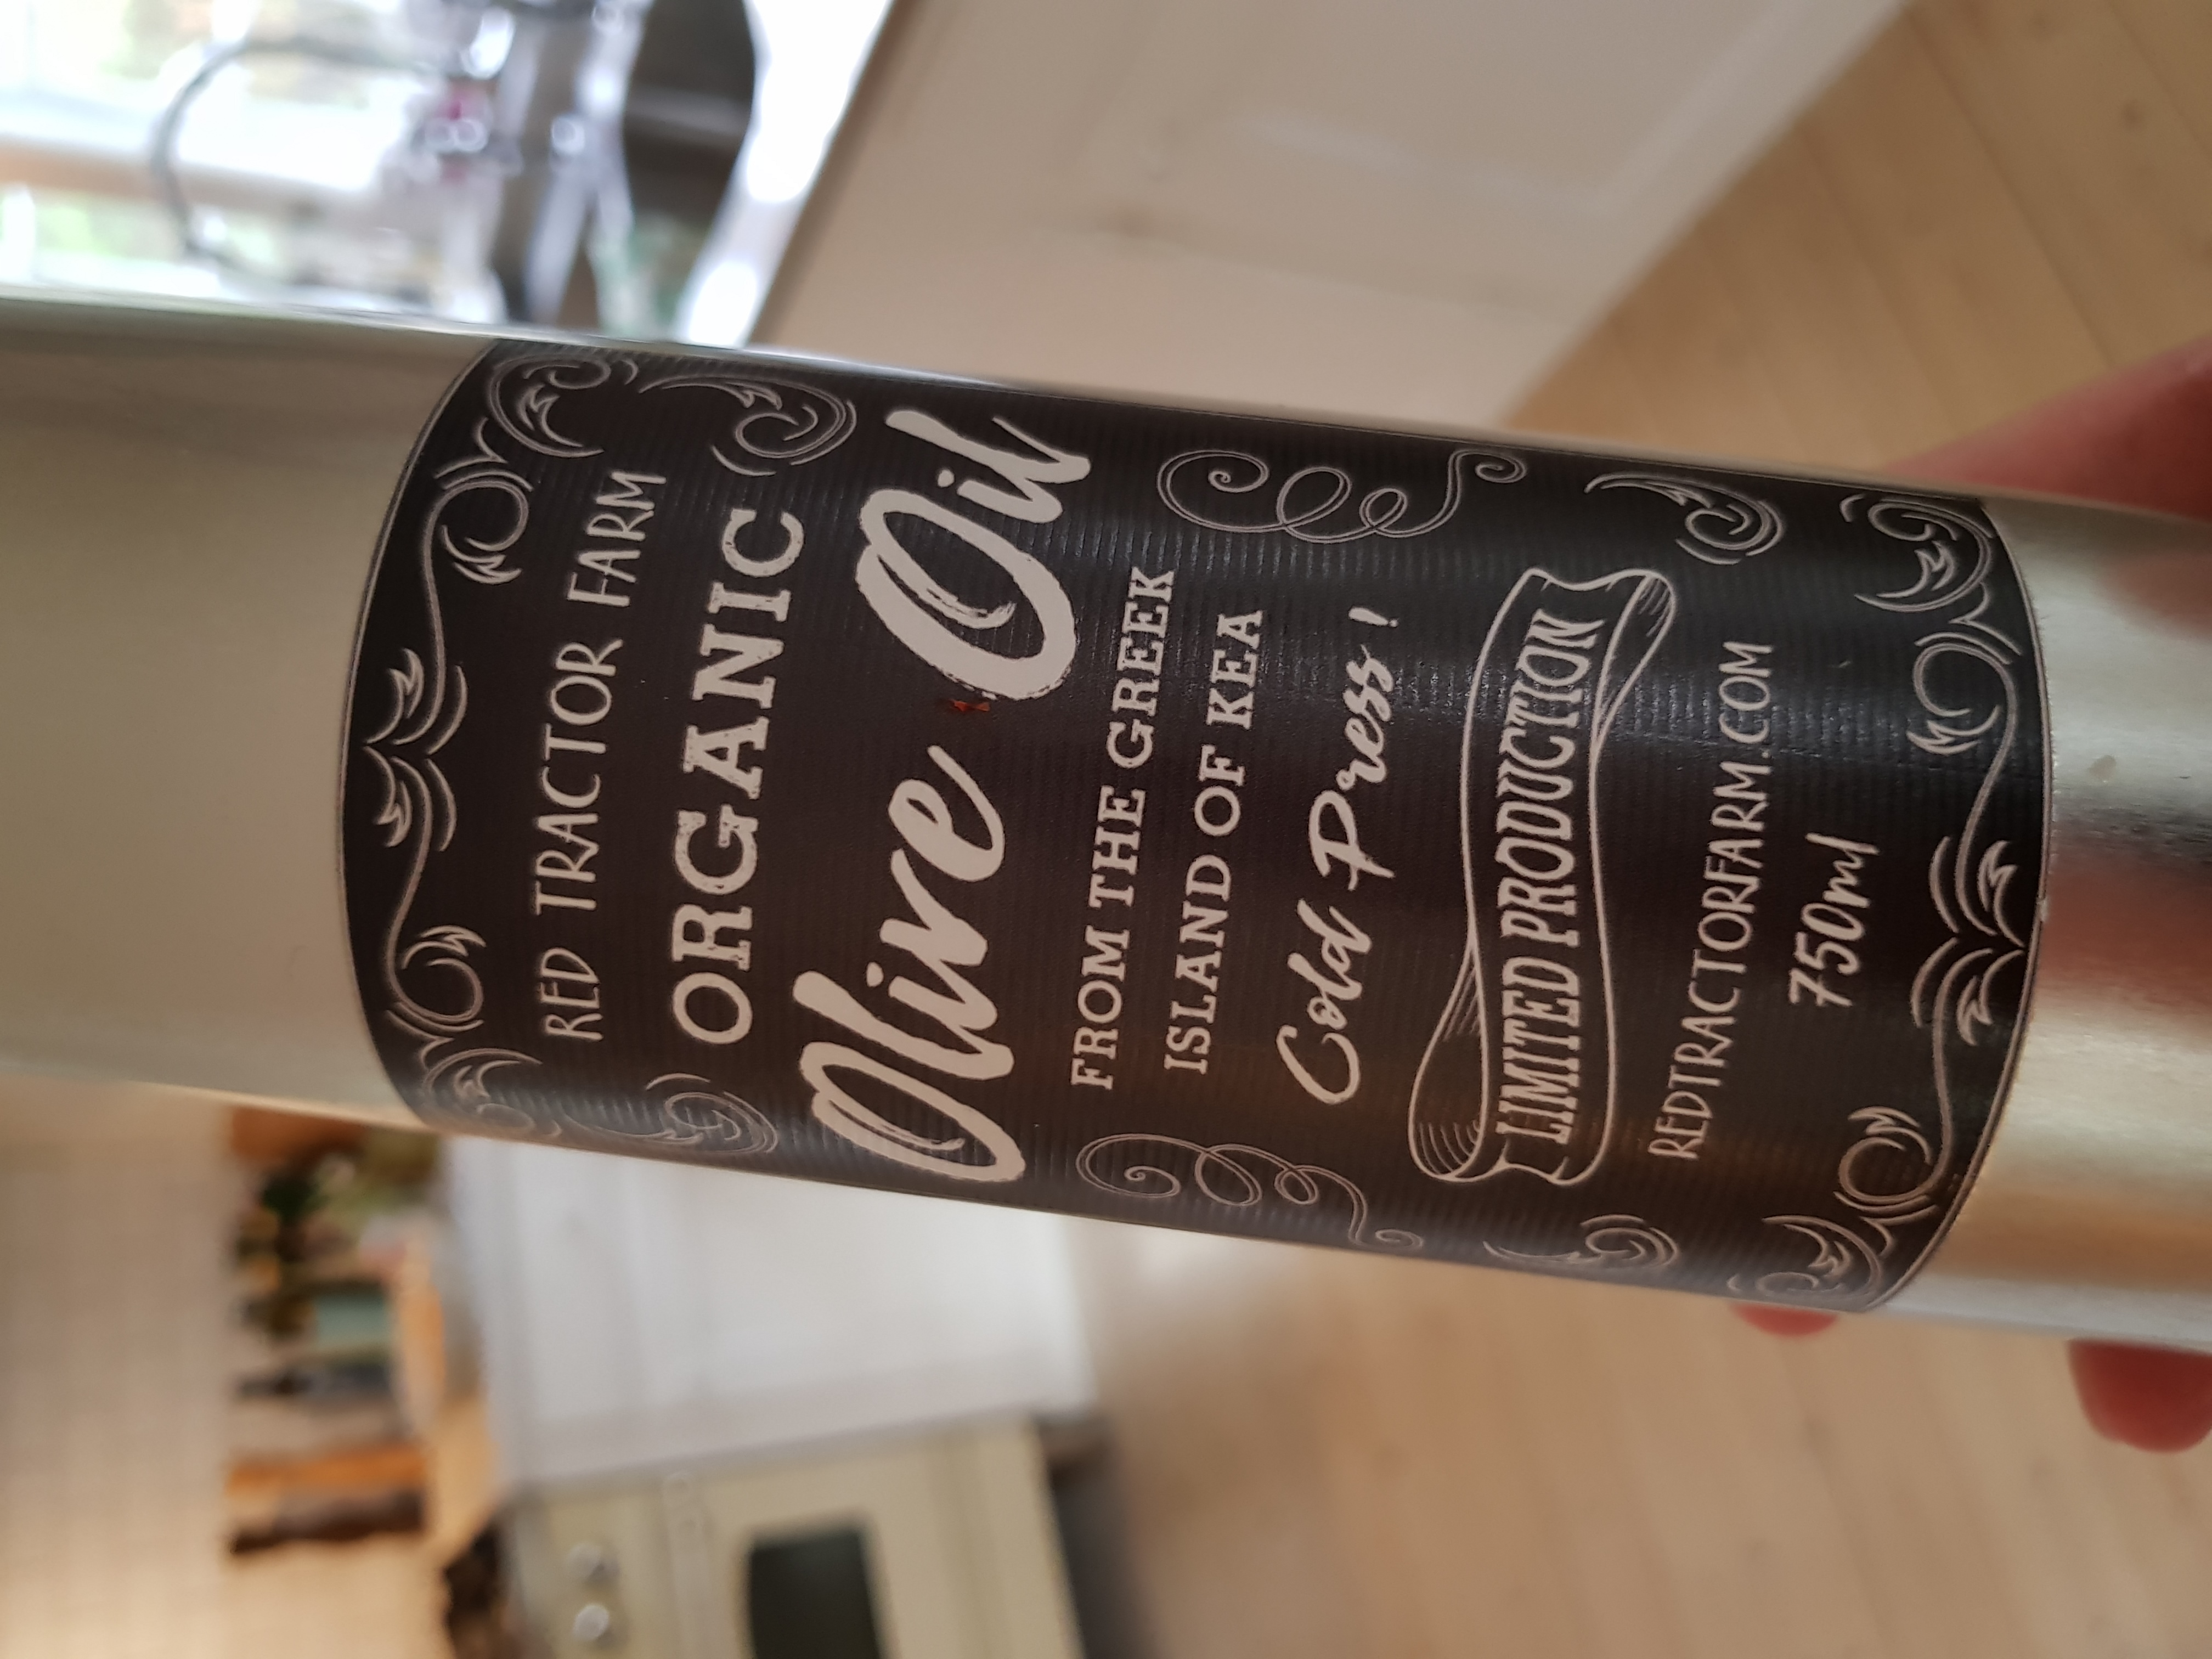 RED TRACTOR FARM
ORGANIC
Olive Oil
FROM THE GREEK
ISLAND OF KEA
Cold Press!
LIMITED PRODUCTION
REDTRACTORFARM.COM
750ml